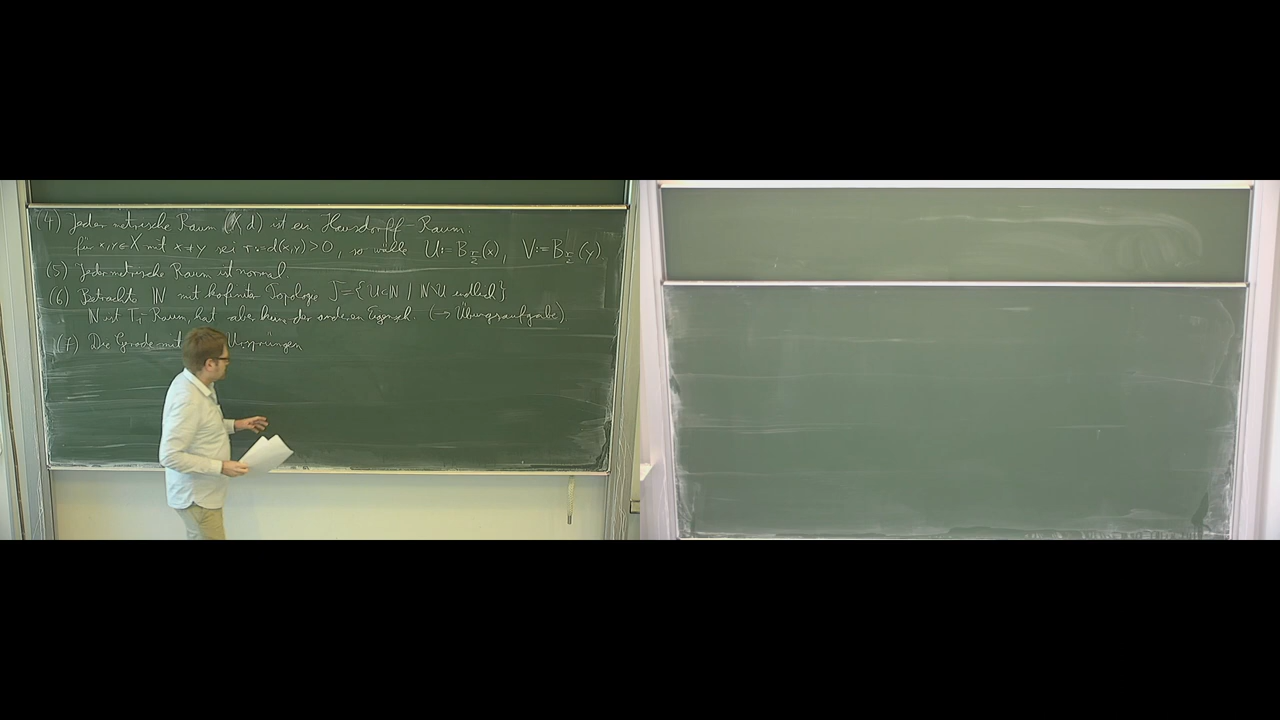 (4) Jeder metrische Raum (X,d) ist ein Hausdorff-Raum.
für x,y∈X mit x≠y sei r:=d(x,y)>0, so wähle U:=B_{r/2}(x), V:=B_{r/2}(y)
(5) Jeder metrische Raum ist normal
(6) Betrachte ℕ mit kofiniter Topologie 𝒯={U⊂ℕ | ℕ∖U endlich}
ℕ ist T₁-Raum, hat aber keine der anderen Eigensch. (→ Übungsaufgabe)
(7) Die Gerade mit Ursprüngen